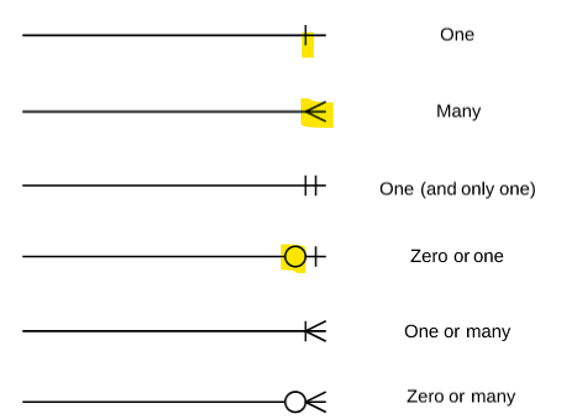 One
Many
One (and only one)
Zero or one
One or many
Zero or many